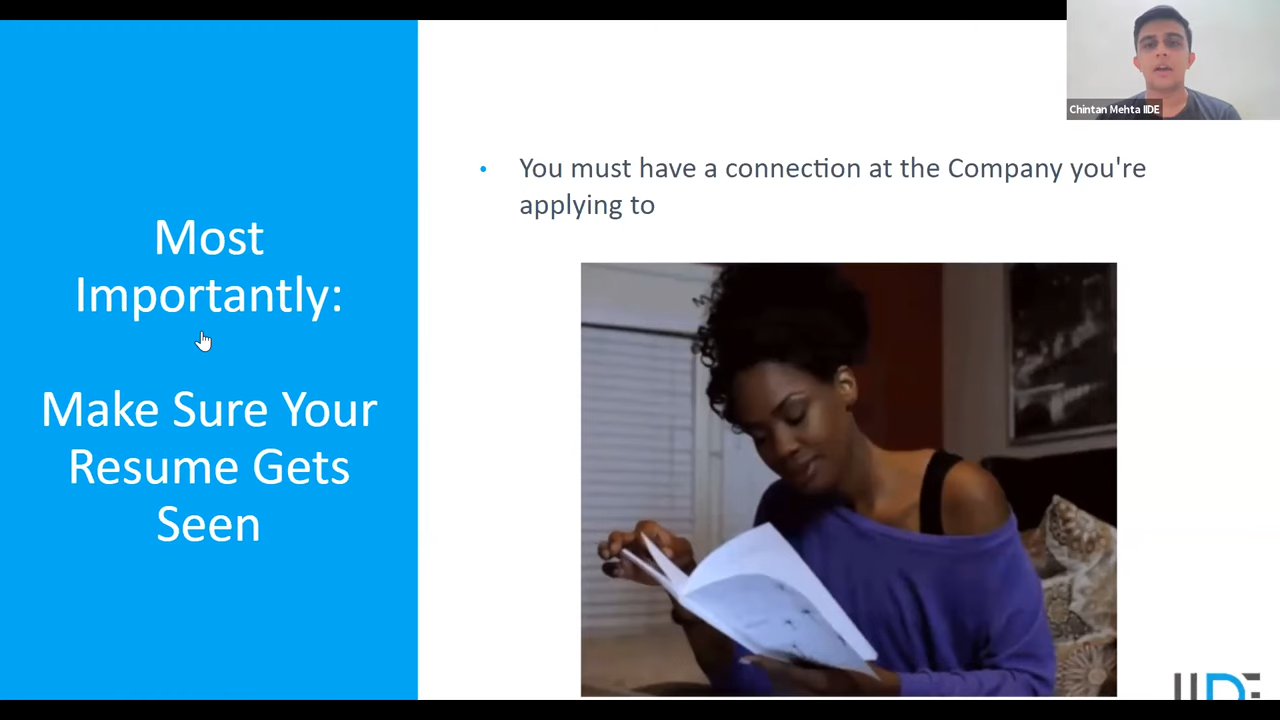 Most
Importantly:
Make Sure Your
Resume Gets
Seen
You must have a connection at the Company you're
applying to
Chintan Mehta IIDE
IIDE